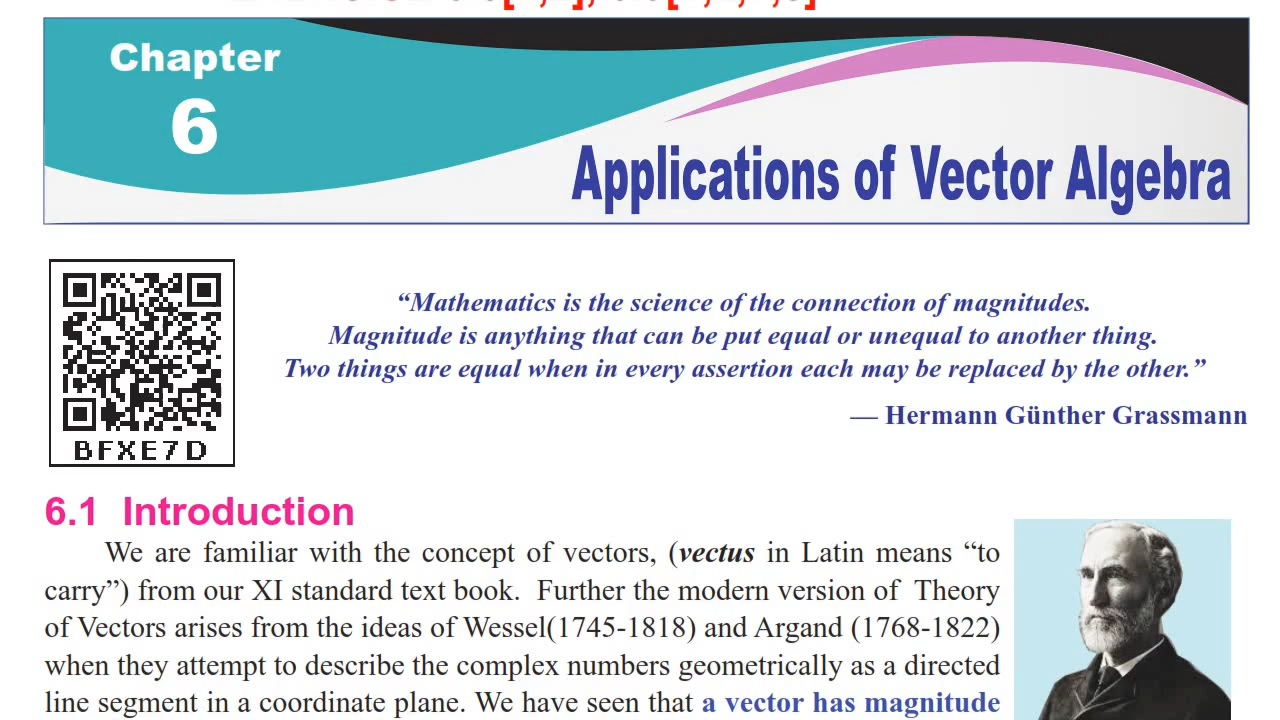 Chapter
6
Applications of Vector Algebra
BFXE7D
“Mathematics is the science of the connection of magnitudes.
Magnitude is anything that can be put equal or unequal to another thing.
Two things are equal when in every assertion each may be replaced by the other.”
— Hermann Günther Grassmann
6.1 Introduction
We are familiar with the concept of vectors, (vectus in Latin means “to
carry”) from our XI standard text book. Further the modern version of Theory
of Vectors arises from the ideas of Wessel(1745-1818) and Argand (1768-1822)
when they attempt to describe the complex numbers geometrically as a directed
line segment in a coordinate plane. We have seen that a vector has magnitude